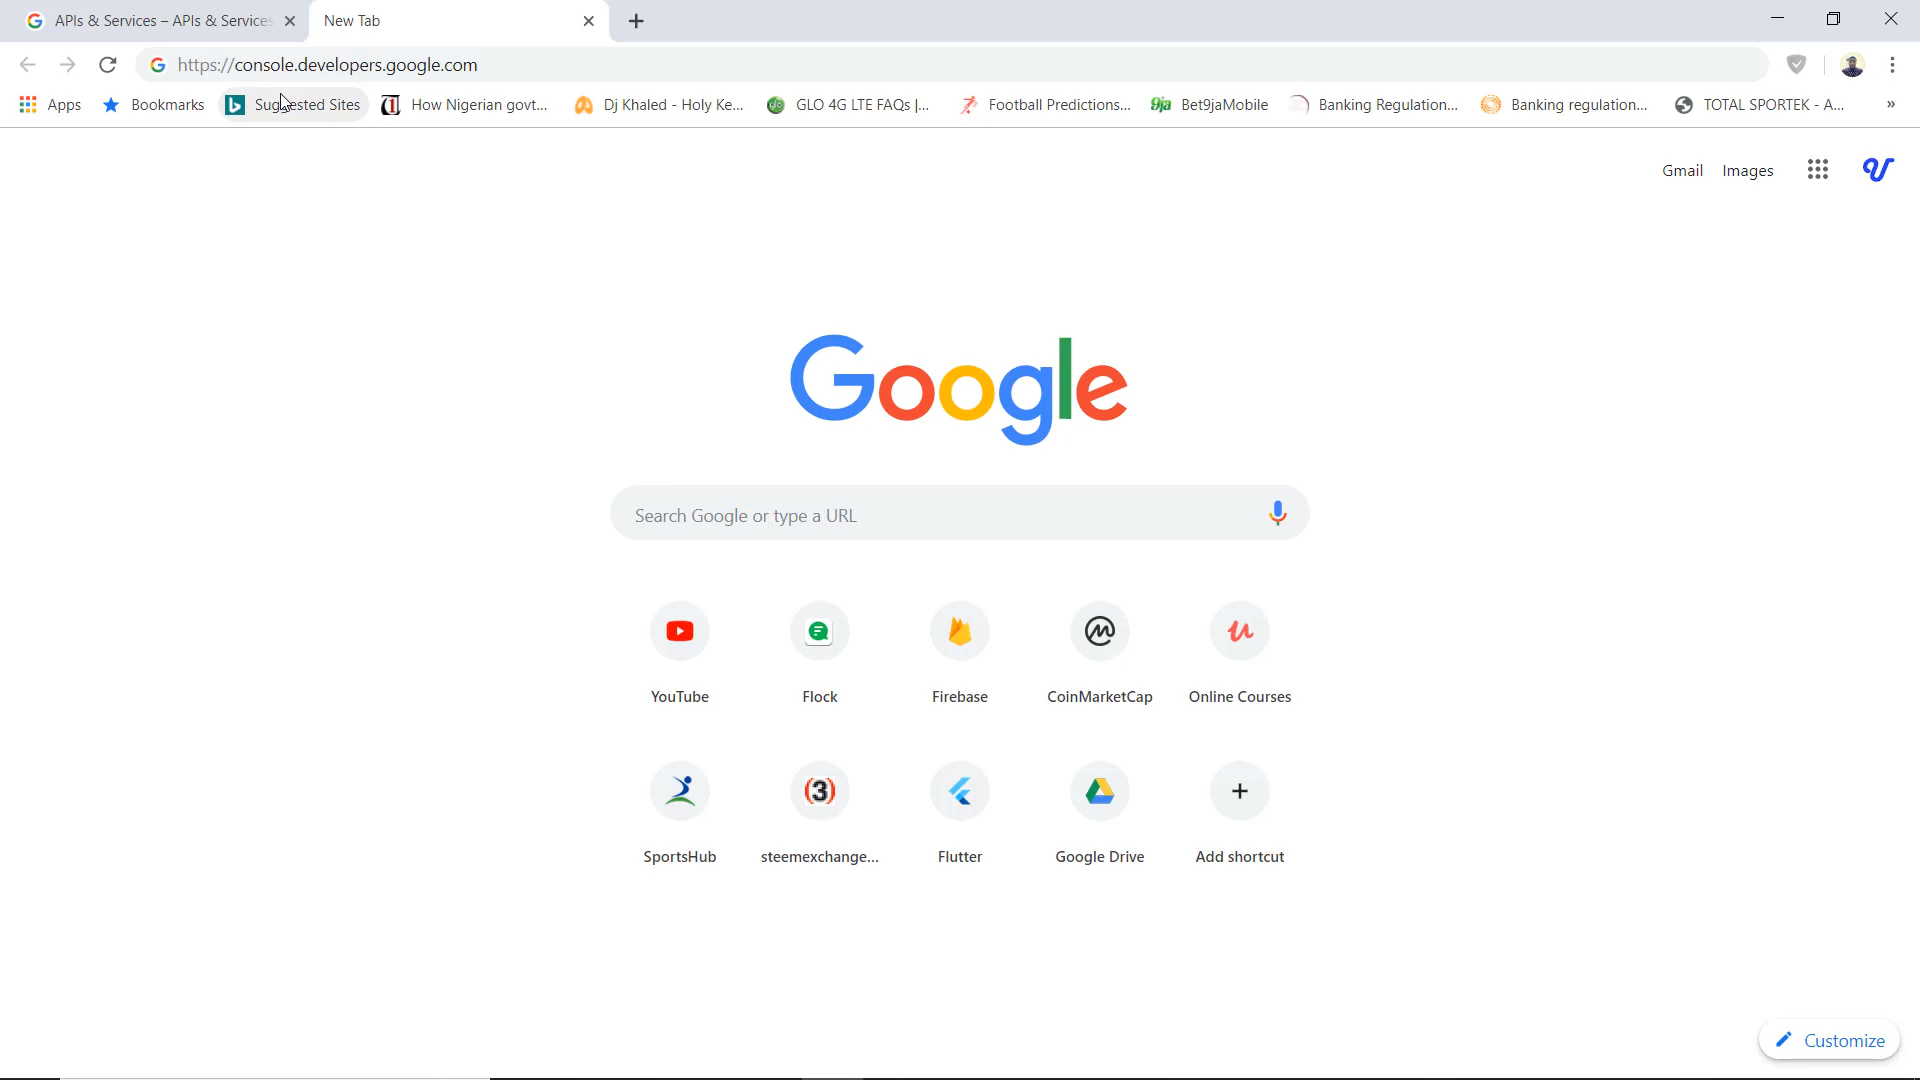 APIs & Services – APIs & Services
New Tab
https://console.developers.google.com
Apps
Bookmarks
Suggested Sites
How Nigerian govt...
Dj Khaled - Holy Ke...
GLO 4G LTE FAQs |...
Football Predictions...
9ja
Bet9jaMobile
Banking Regulation...
Banking regulation...
TOTAL SPORTEK - A...
»
Gmail
Images
Google
Search Google or type a URL
YouTube
Flock
Firebase
CoinMarketCap
Online Courses
(3)
SportsHub
steemexchange...
Flutter
Google Drive
Add shortcut
Customize